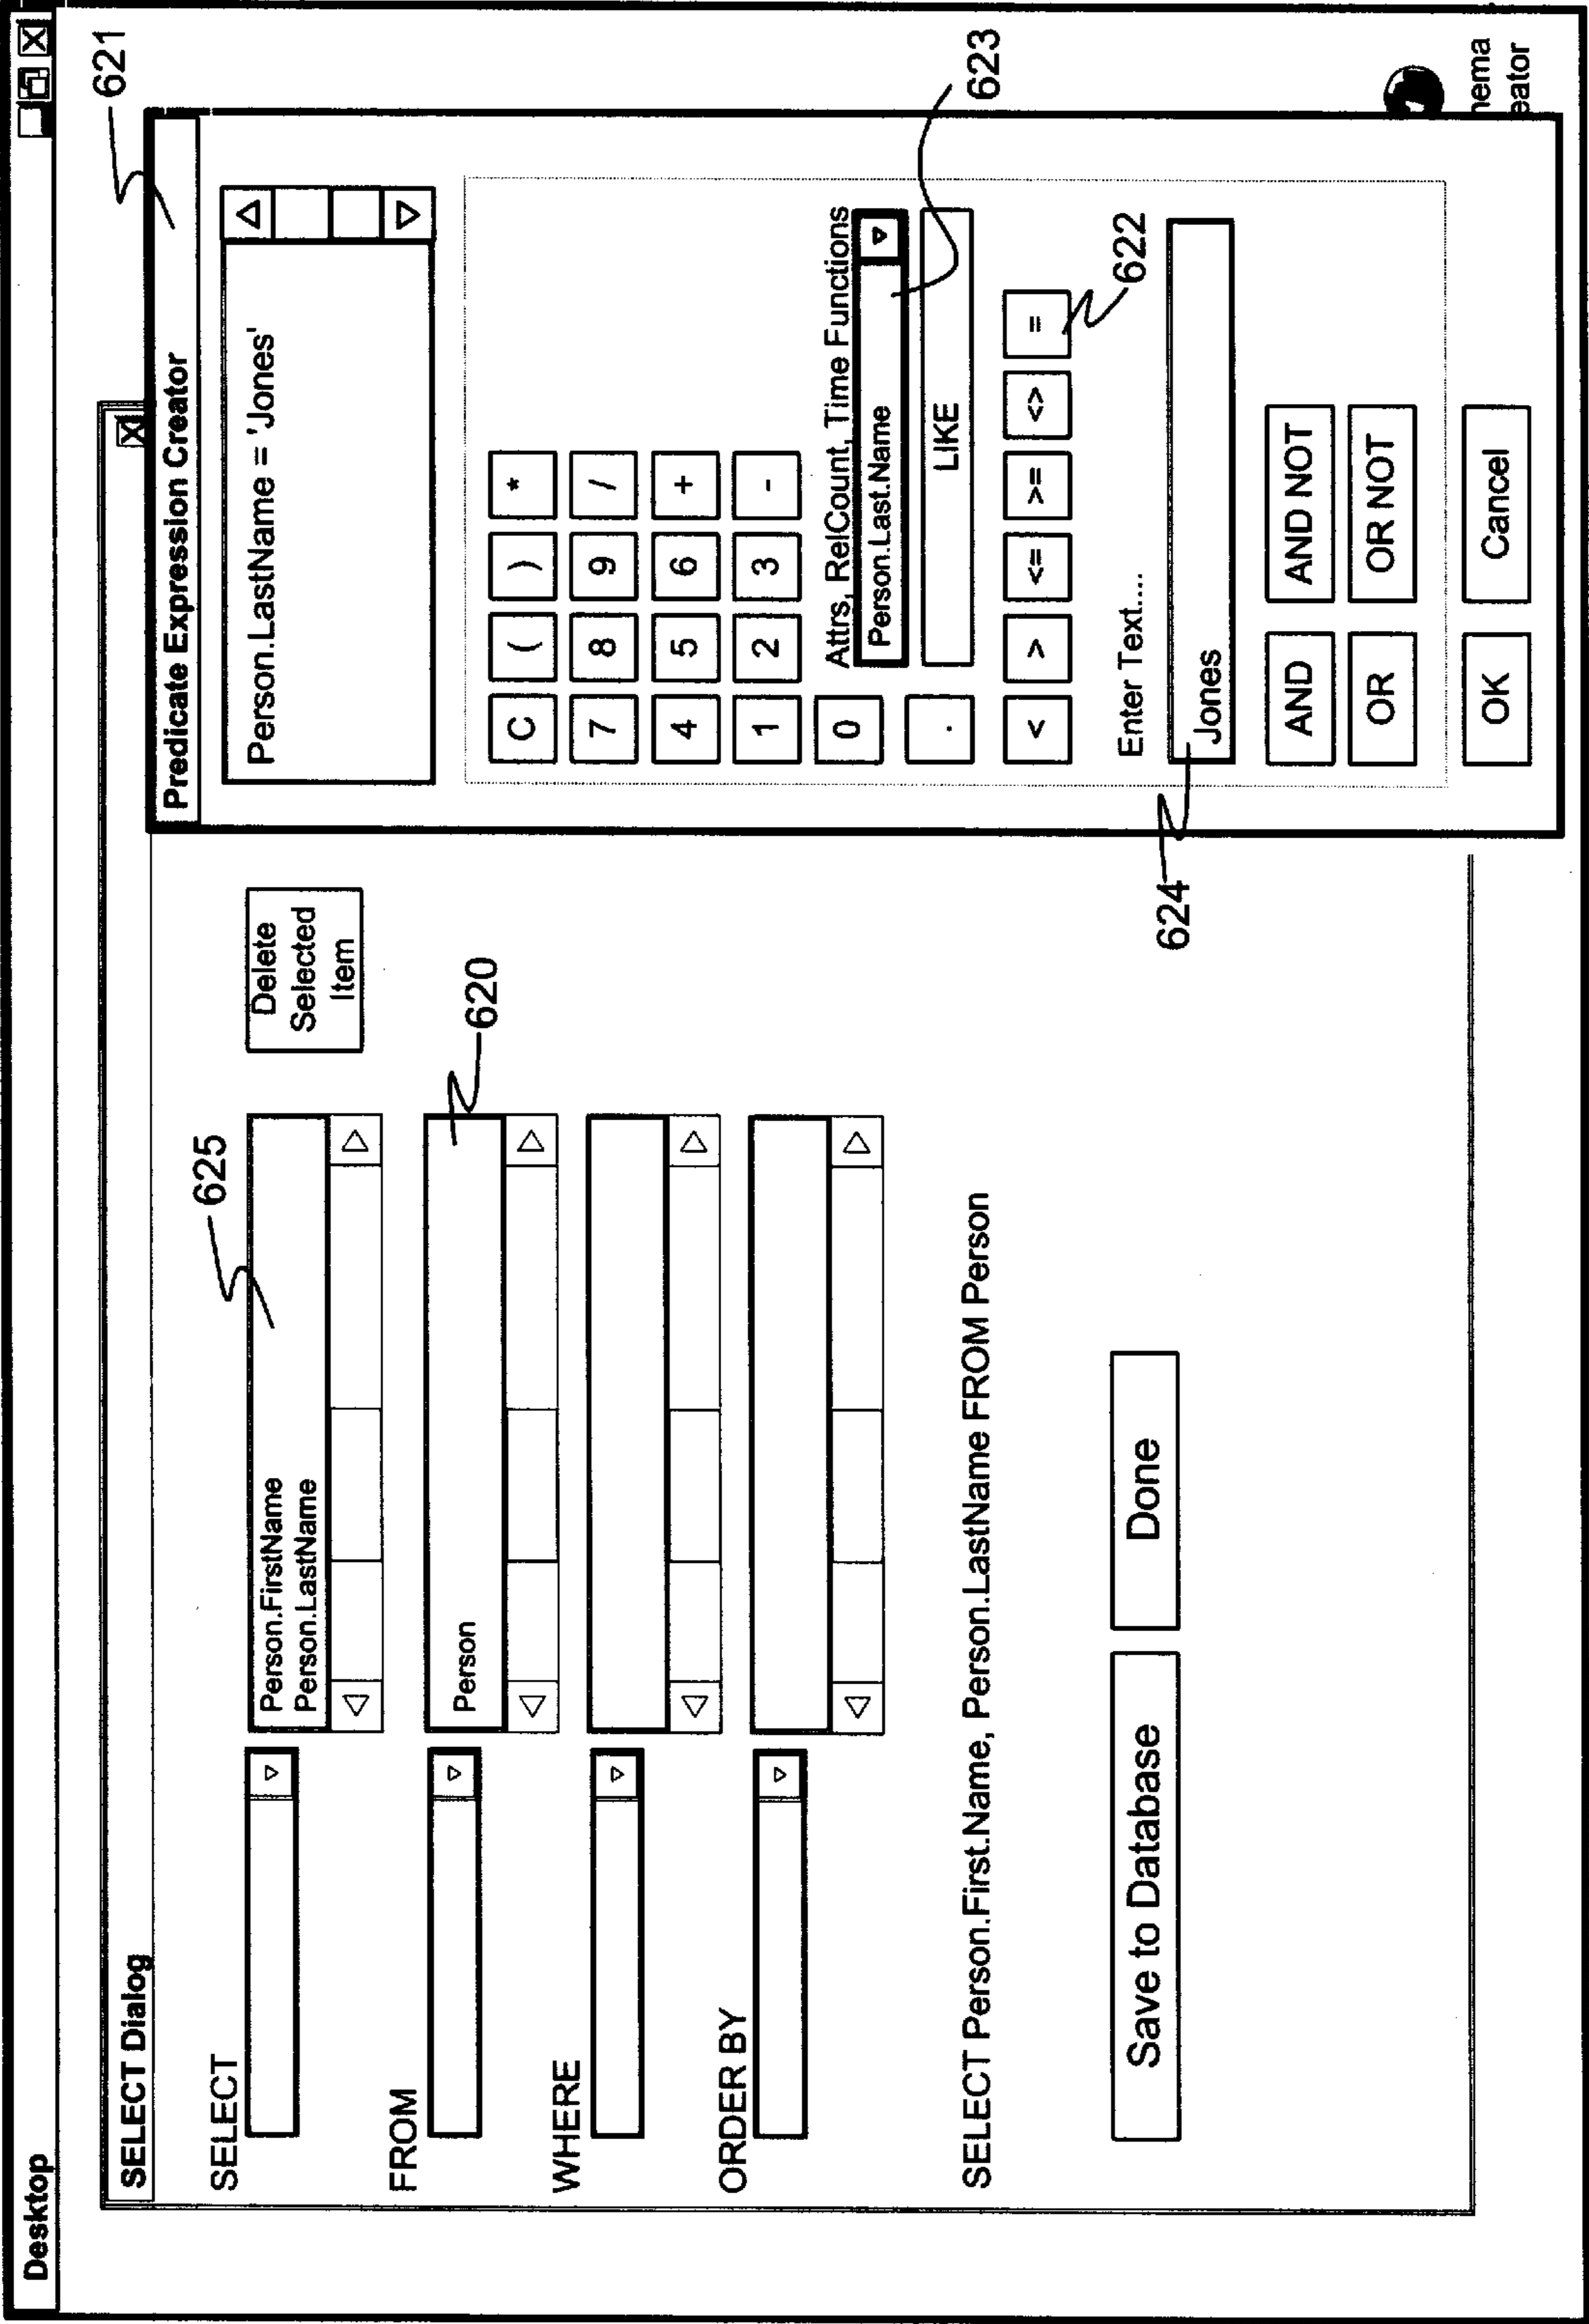 Desktop
SELECT Dialog
X
X
SELECT
Person.FirstName
Person.LastName
625
Delete
Selected
Item
FROM
Person
620
WHERE
ORDER BY
SELECT Person.First.Name, Person.LastName FROM Person
Save to Database
Done
621
Predicate Expression Creator
Person.LastName = 'Jones'
C ( ) *
7 8 9 /
4 5 6 +
1 2 3 -
0
Attrs, RelCount, Time Functions
Person.Last.Name
623
.
LIKE
< > <= >= <> =
622
Enter Text....
Jones
624
AND
AND NOT
OR
OR NOT
OK
Cancel
hema
eator